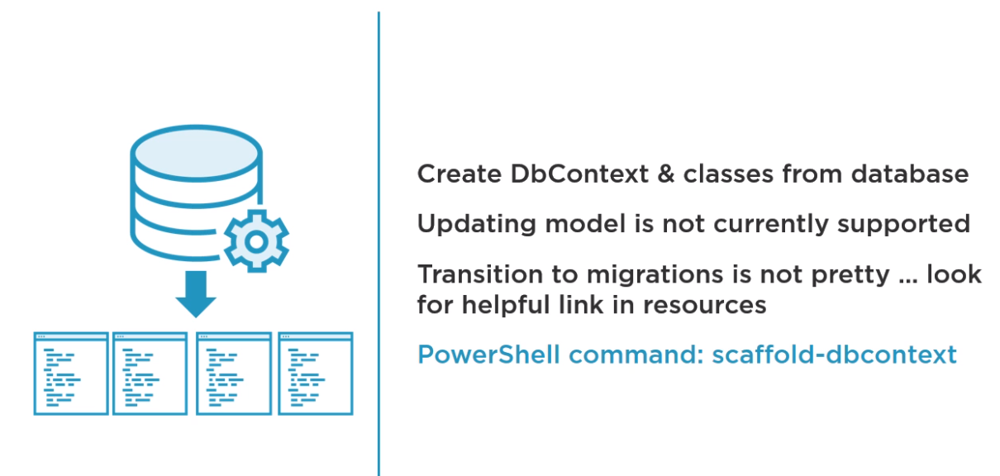 Create DbContext & classes from database
Updating model is not currently supported
Transition to migrations is not pretty ... look
for helpful link in resources
PowerShell command: scaffold-dbcontext